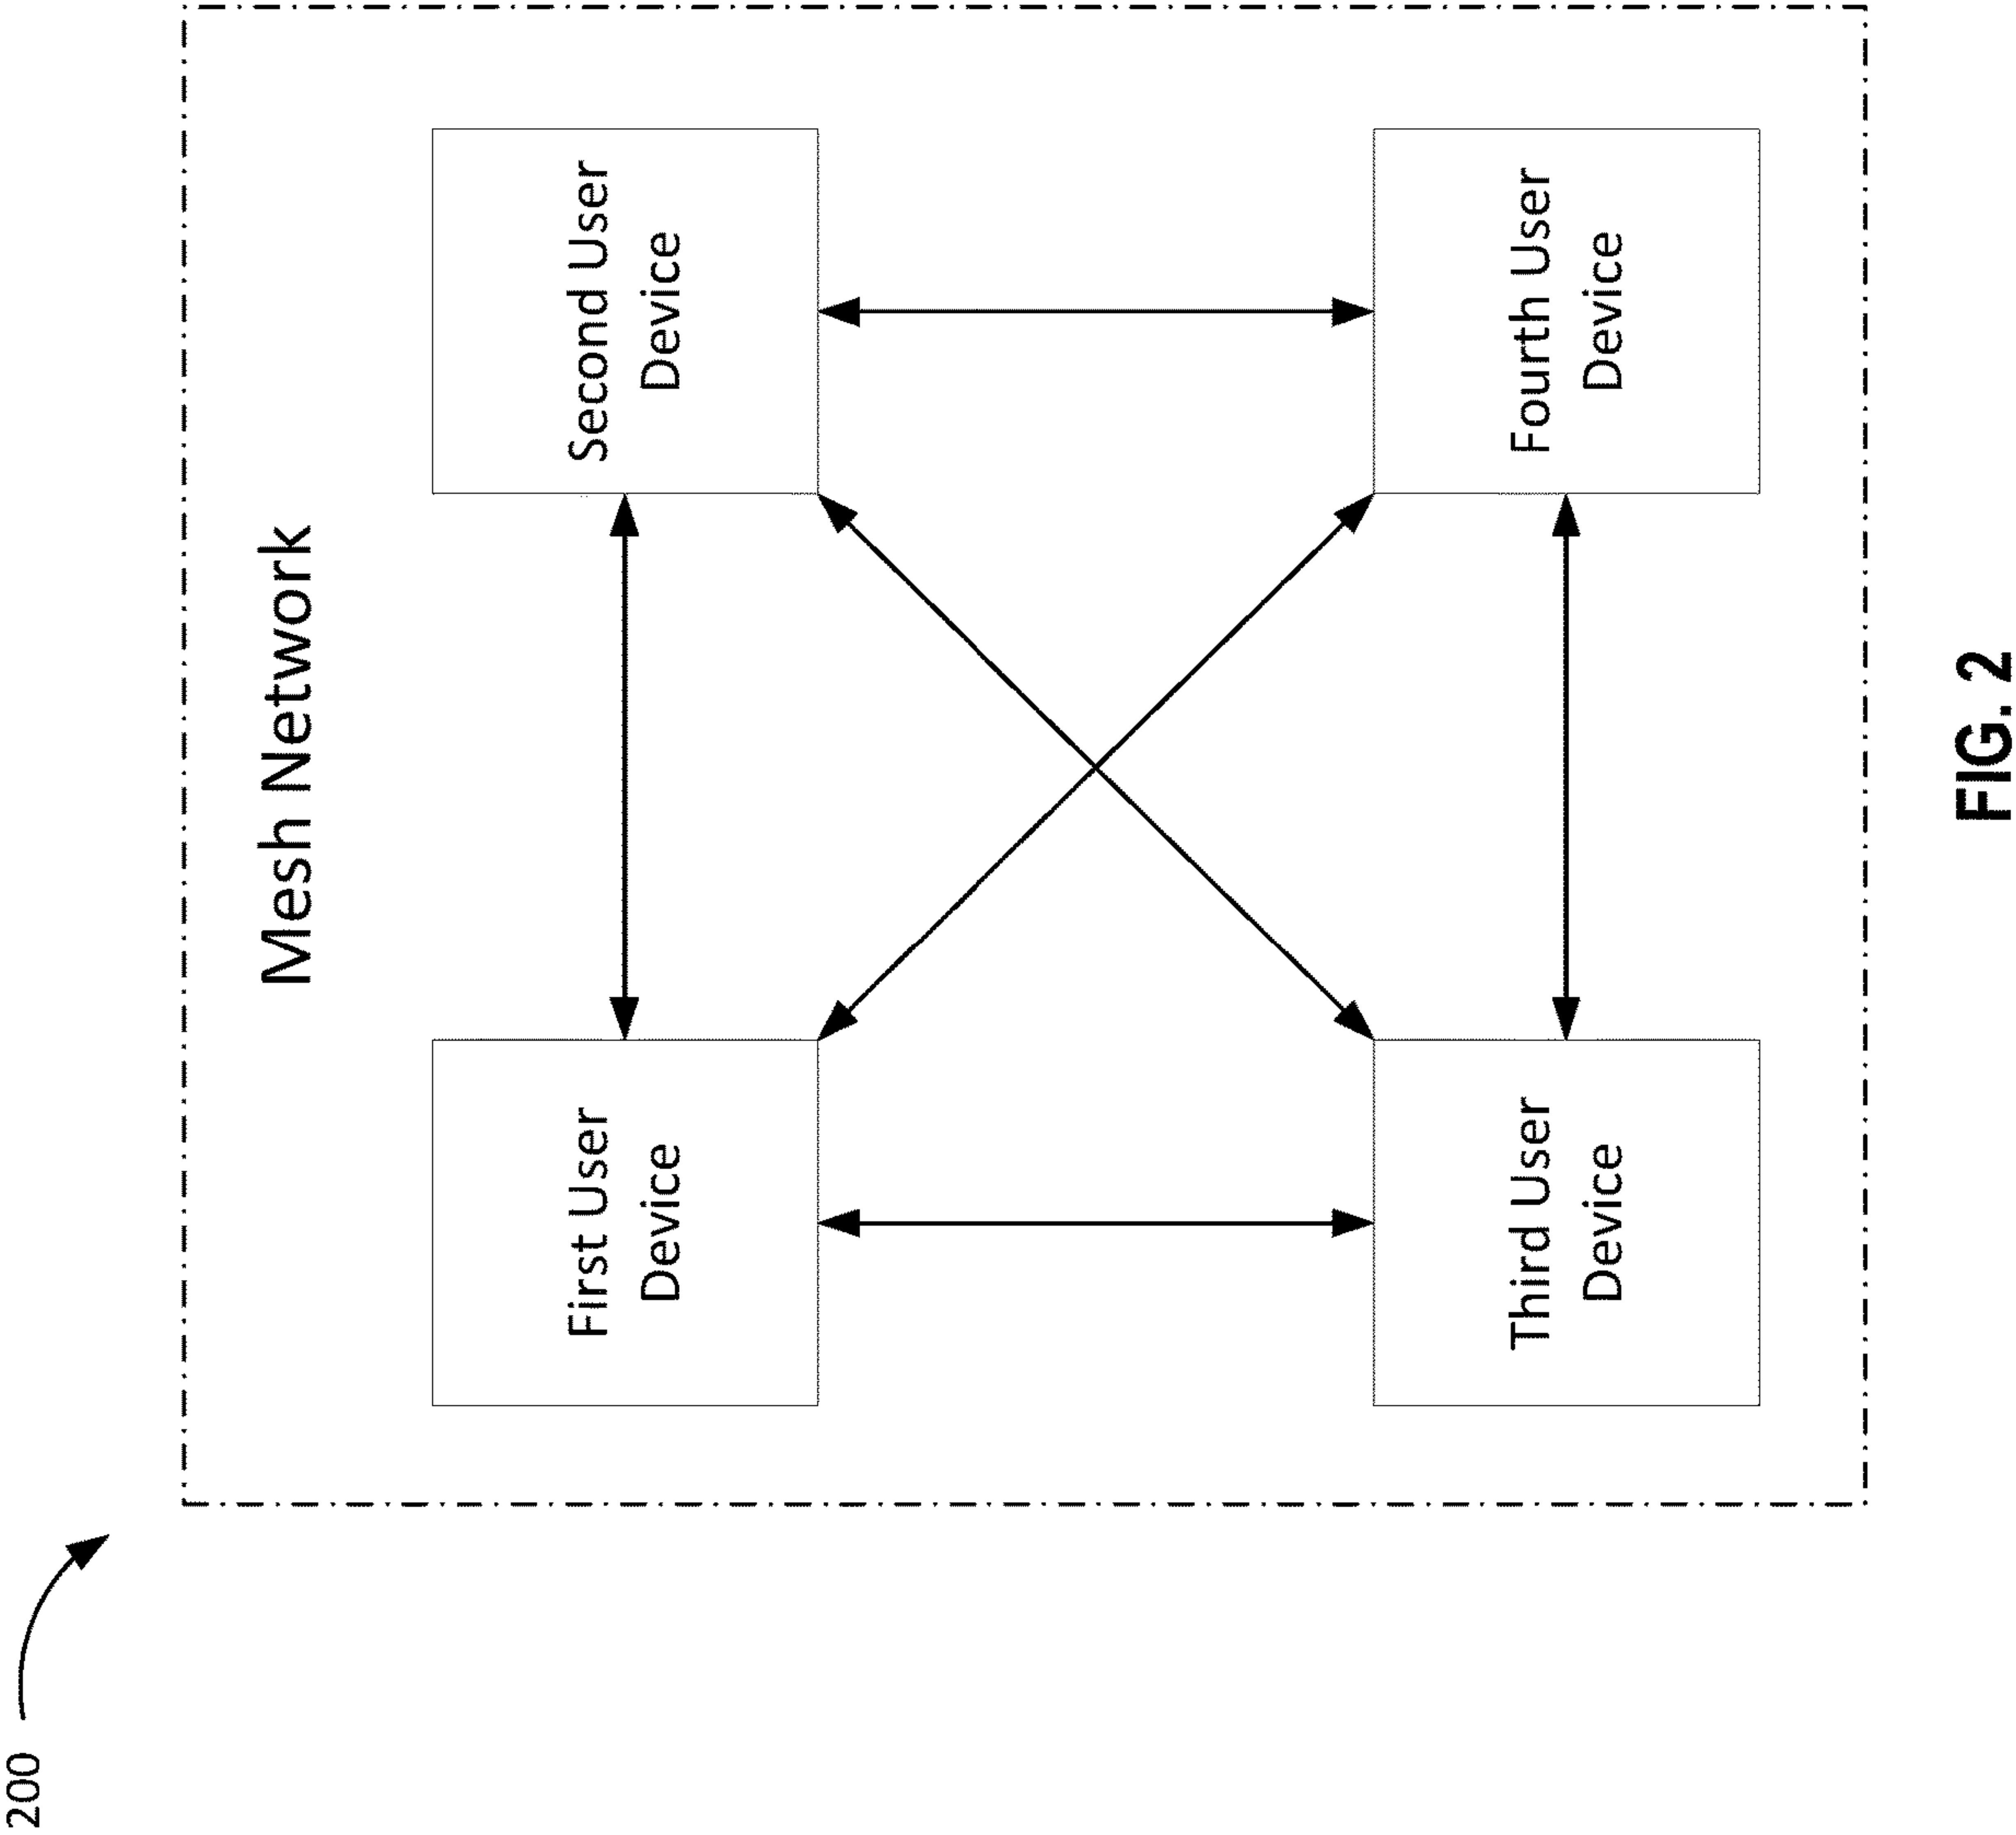 200
Mesh Network
First User
Device
Second User
Device
Third User
Device
Fourth User
Device
FIG. 2